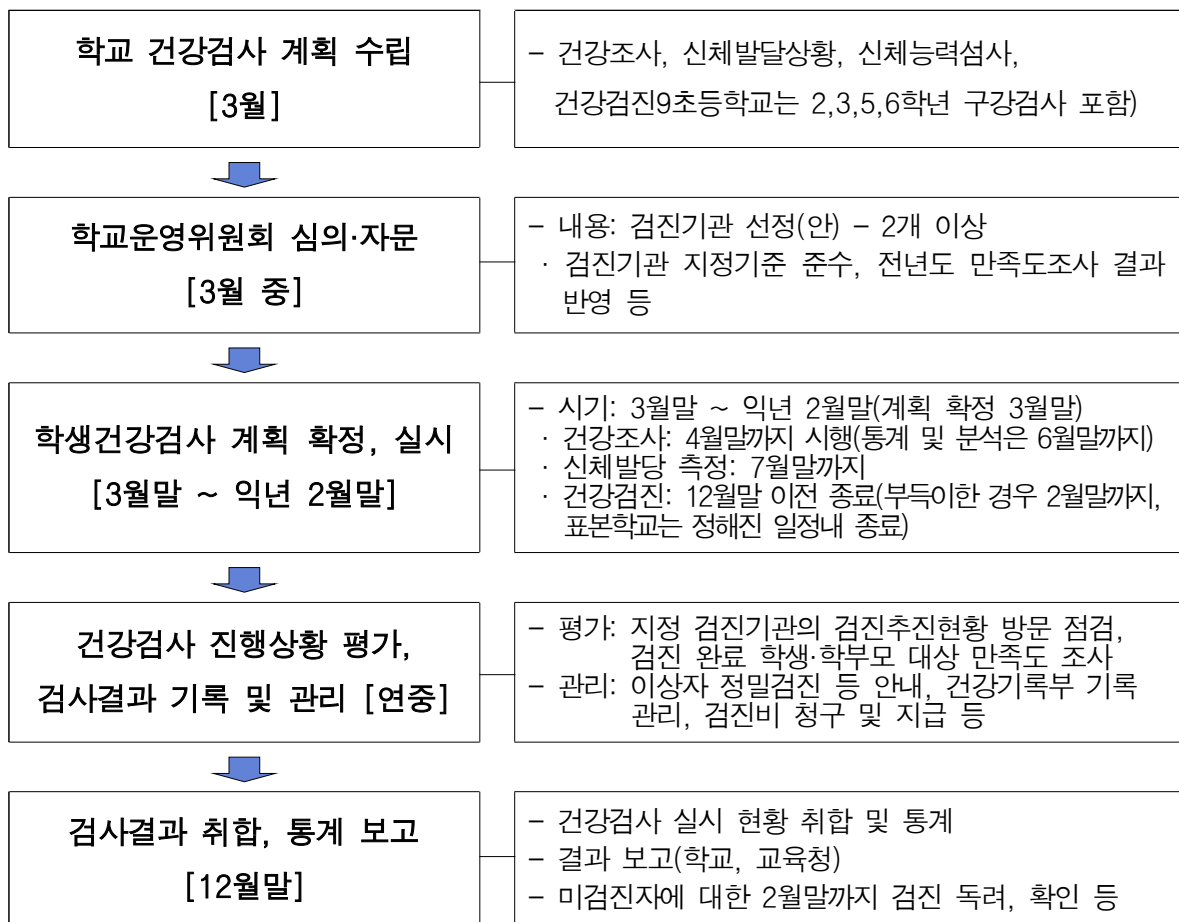 학교 건강검사 계획 수립
[3월]
- 건강조사, 신체발달상황, 신체능력섬사,
건강검진9초등학교는 2,3,5,6학년 구강검사 포함)
학교운영위원회 심의·자문
[3월 중]
- 내용: 검진기관 선정(안) - 2개 이상
· 검진기관 지정기준 준수, 전년도 만족도조사 결과
반영 등
학생건강검사 계획 확정, 실시
[3월말 ~ 익년 2월말]
- 시기: 3월말 ~ 익년 2월말(계획 확정 3월말)
· 건강조사: 4월말까지 시행(통계 및 분석은 6월말까지)
· 신체발당 측정: 7월말까지
· 건강검진: 12월말 이전 종료(부득이한 경우 2월말까지,
표본학교는 정해진 일정내 종료)
건강검사 진행상황 평가,
검사결과 기록 및 관리 [연중]
- 평가: 지정 검진기관의 검진추진현황 방문 점검,
검진 완료 학생·학부모 대상 만족도 조사
- 관리: 이상자 정밀검진 등 안내, 건강기록부 기록
관리, 검진비 청구 및 지급 등
검사결과 취합, 통계 보고
[12월말]
- 건강검사 실시 현황 취합 및 통계
- 결과 보고(학교, 교육청)
- 미검진자에 대한 2월말까지 검진 독려, 확인 등